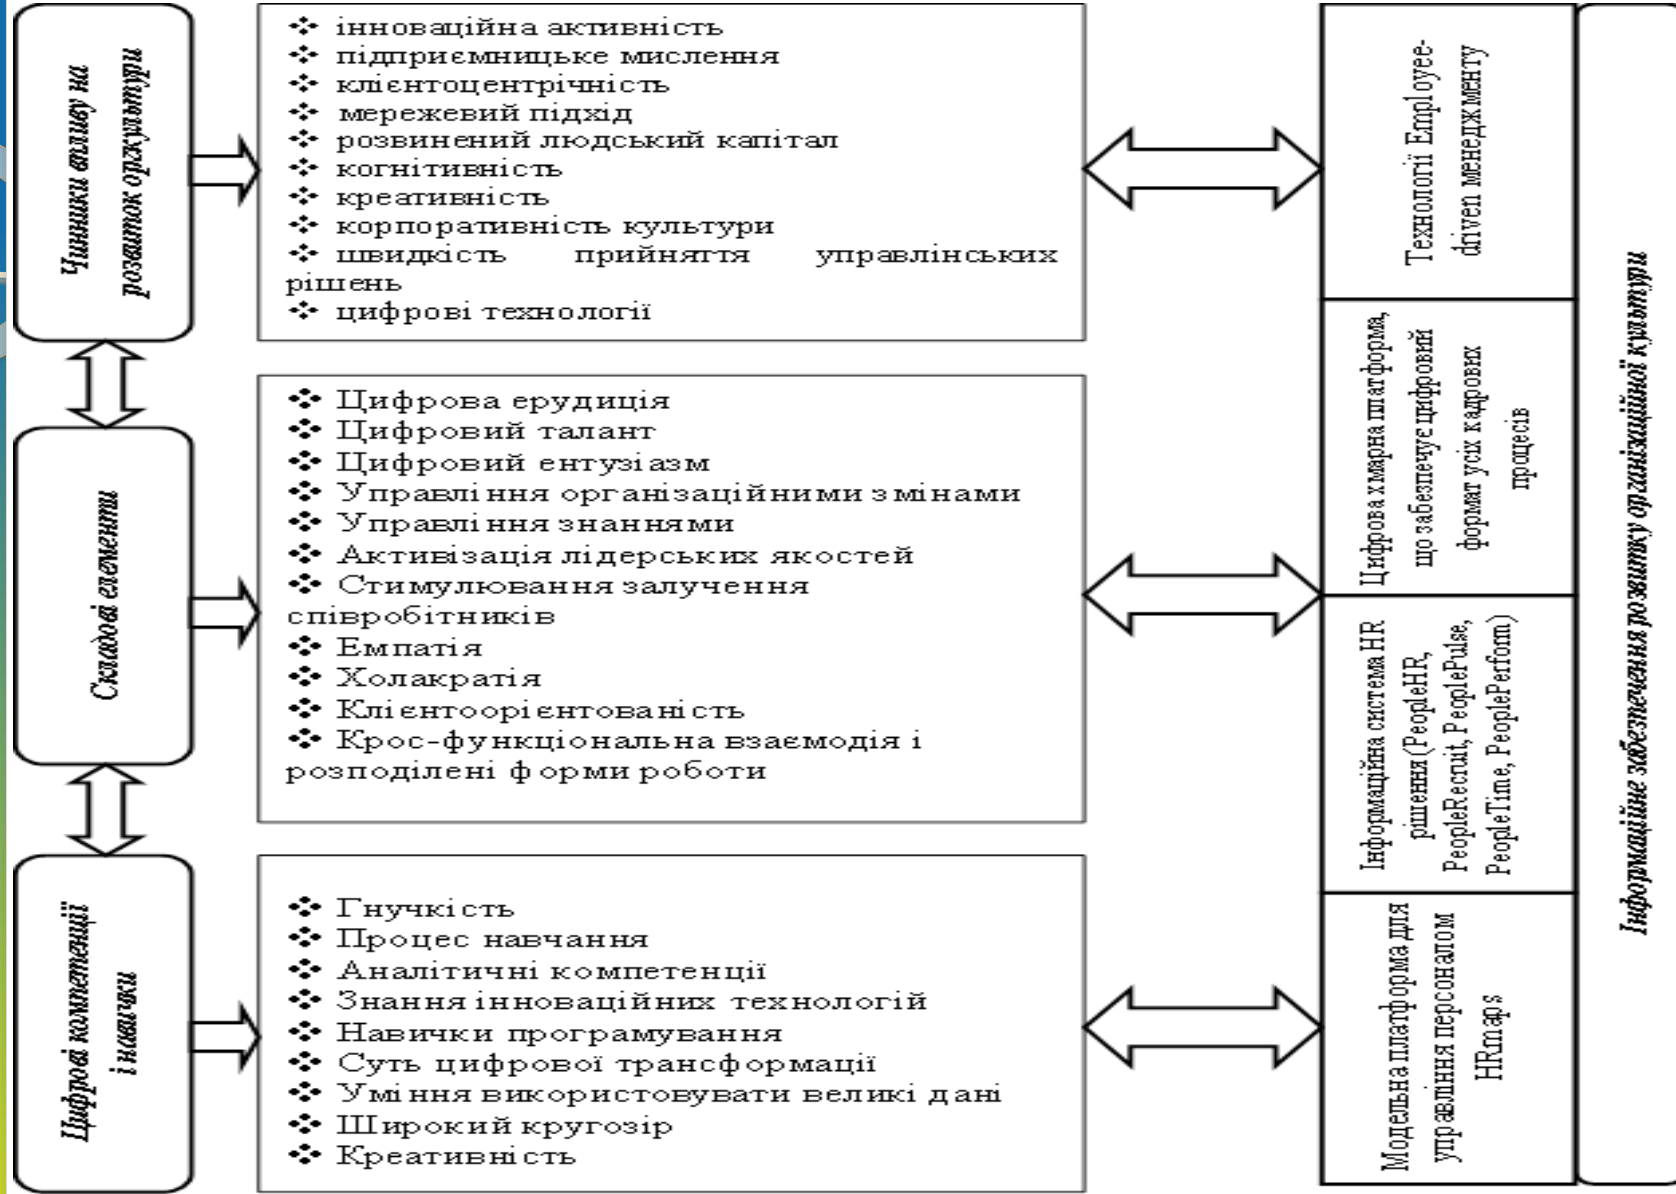 Чинники впливу на
розвиток оргкультури
❖ інноваційна активність
❖ підприємницьке мислення
❖ клієнтоцентрічність
❖ мережевий підхід
❖ розвинений людський капітал
❖ когнітивність
❖ креативність
❖ корпоративність культури
❖ швидкість прийняття управлінських
рішень
❖ цифрові технології
Складові елементи
❖ Цифрова ерудиція
❖ Цифровий талант
❖ Цифровий ентузіазм
❖ Управління організаційними змінами
❖ Управління знаннями
❖ Активізація лідерських якостей
❖ Стимулювання залучення
співробітників
❖ Емпатія
❖ Холакратія
❖ Клієнтоорієнтованість
❖ Крос-функціональна взаємодія і
розподілені форми роботи
Цифрові компетенції
і навички
❖ Гнучкість
❖ Процес навчання
❖ Аналітичні компетенції
❖ Знання інноваційних технологій
❖ Навички програмування
❖ Суть цифрової трансформації
❖ Уміння використовувати великі дані
❖ Широкий кругозір
❖ Креативність
Технології Employee-
driven менеджменту
Цифрова хмарна платформа,
що забезпечує цифровий
формат усіх кадрових
процесів
Інформаційна система HR
рішення (PeopleHR,
PeopleRecruit, PeoplePulse,
PeopleTime, PeoplePerform)
Модельна платформа для
управління персоналом
HRmaps
Інформаційне забезпечення розвитку організаційної культури